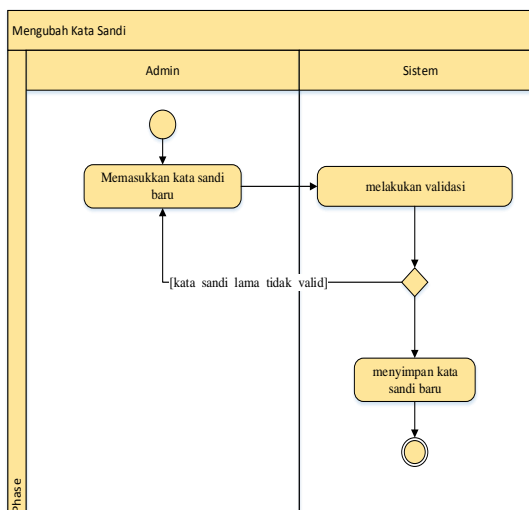 Mengubah Kata Sandi
Admin
Sistem
Memasukkan kata sandi
baru
melakukan validasi
[kata sandi lama tidak valid]
menyimpan kata
sandi baru
Phase